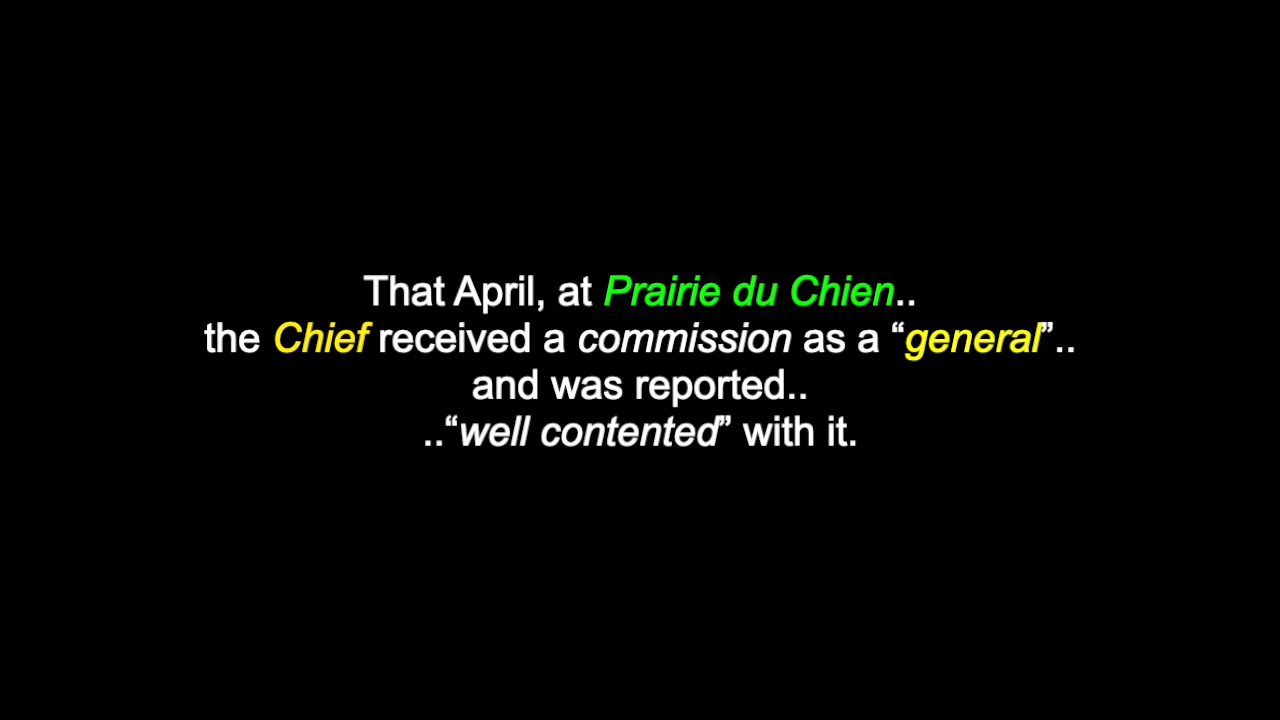 That April, at Prairie du Chien..
the Chief received a commission as a “general”..
and was reported..
..“well contented” with it.